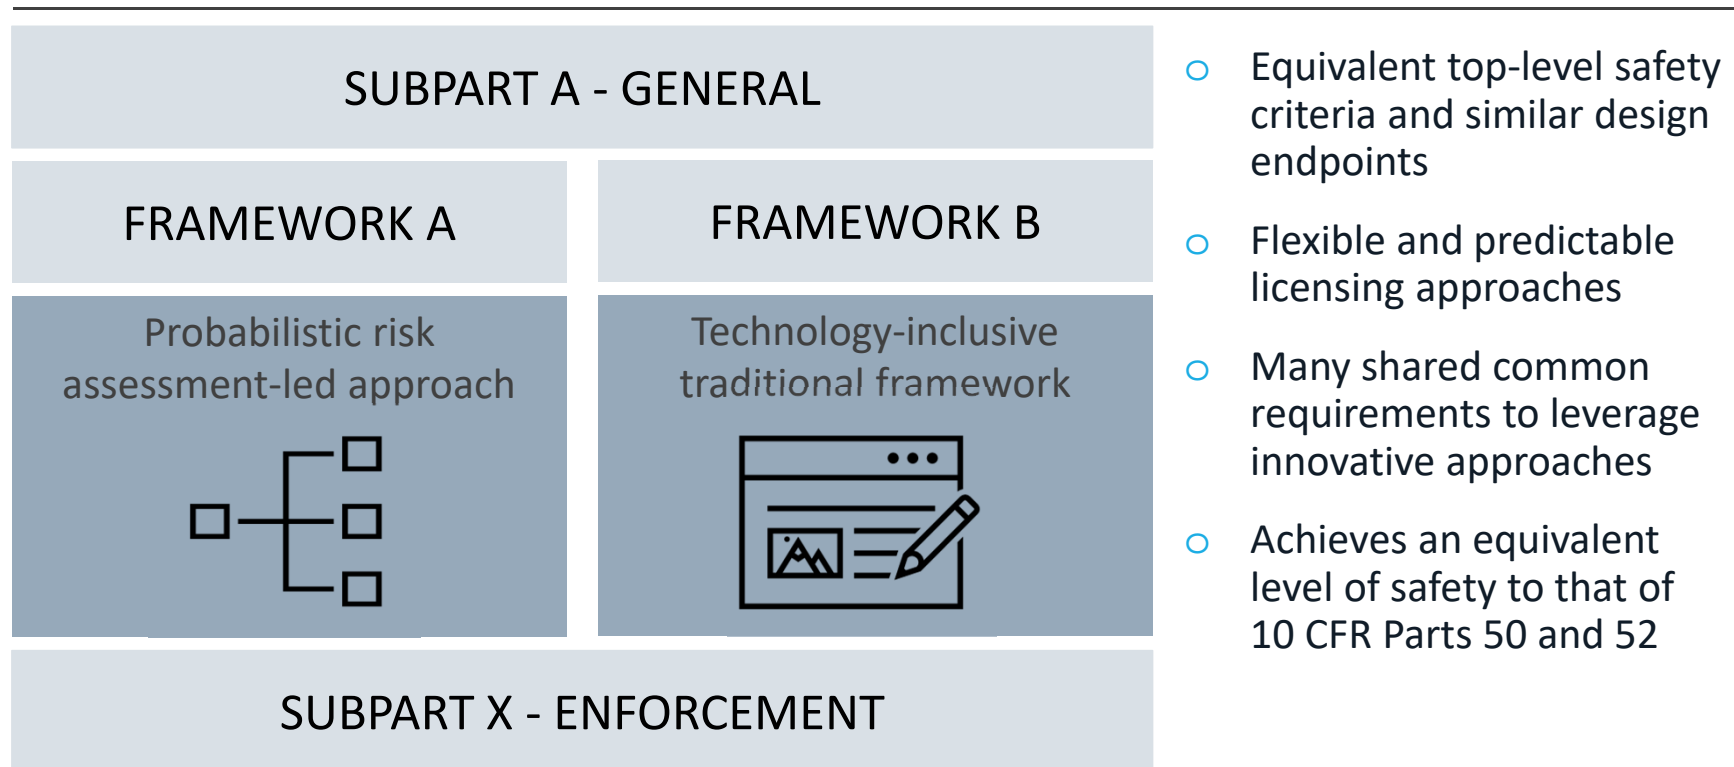 SUBPART A - GENERAL
FRAMEWORK A
Probabilistic risk
assessment-led approach
FRAMEWORK B
Technology-inclusive
traditional framework
SUBPART X - ENFORCEMENT
o Equivalent top-level safety
criteria and similar design
endpoints
o Flexible and predictable
licensing approaches
o Many shared common
requirements to leverage
innovative approaches
o Achieves an equivalent
level of safety to that of
10 CFR Parts 50 and 52